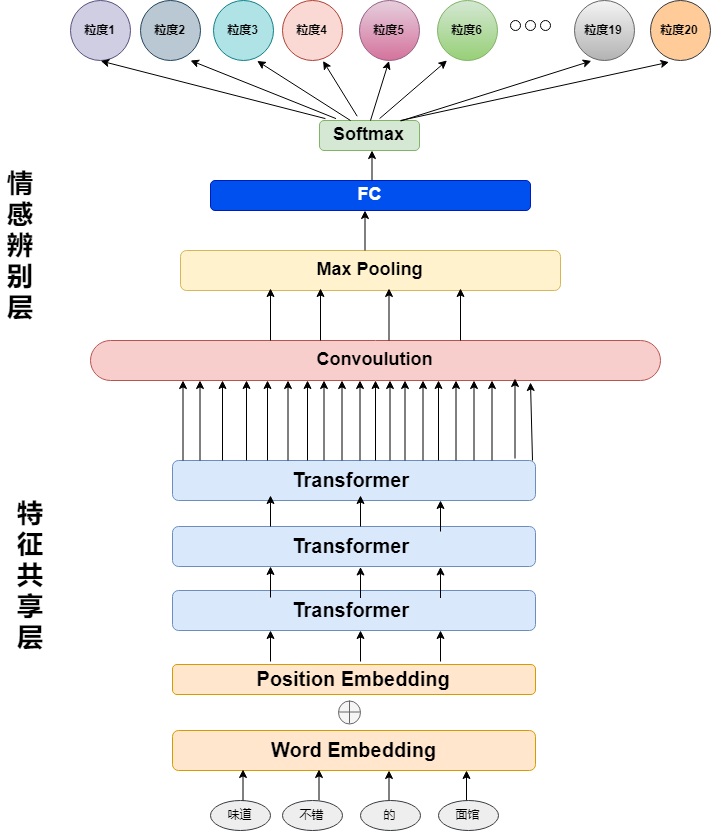 粒度1 粒度2 粒度3 粒度4 粒度5 粒度6 粒度19 粒度20
Softmax
FC
情感辨别层
Max Pooling
Convoulution
Transformer
特征共享层
Transformer
Transformer
Position Embedding
Word Embedding
味道 不错 的 面馆